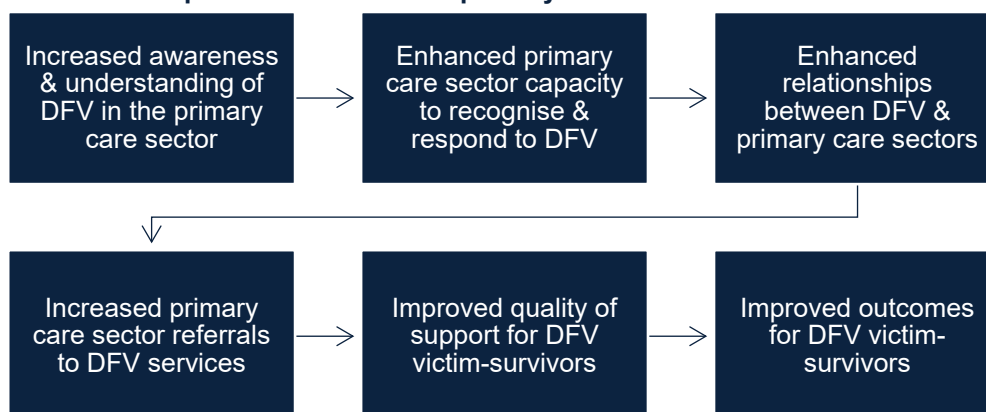 Increased awareness
& understanding of
DFV in the primary
care sector
Enhanced primary
care sector capacity
to recognise &
respond to DFV
Enhanced
relationships
between DFV &
primary care sectors
Increased primary
care sector referrals
to DFV services
Improved quality of
support for DFV
victim-survivors
Improved outcomes
for DFV victim-
survivors